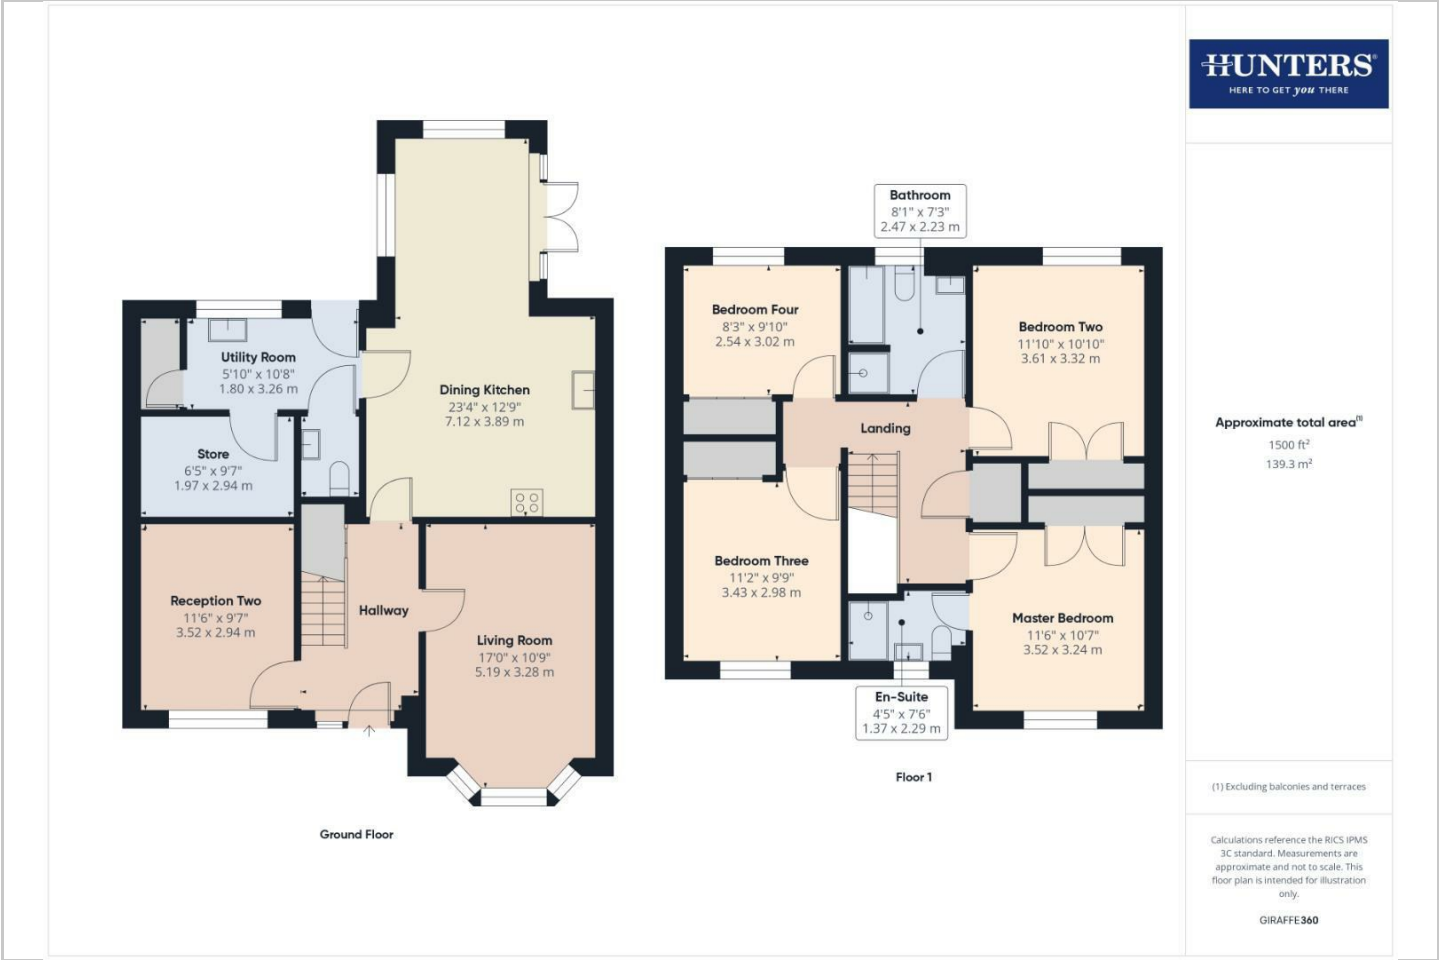 HUNTERS®
HERE TO GET you THERE
Bathroom
8'1" x 7'3"
2.47 x 2.23 m
Bedroom Four
8'3" x 9'10"
2.54 x 3.02 m
Bedroom Two
11'10" x 10'10"
3.61 x 3.32 m
Utility Room
5'10" x 10'8"
1.80 x 3.26 m
Dining Kitchen
23'4" x 12'9"
7.12 x 3.89 m
Landing
Store
6'5" x 9'7"
1.97 x 2.94 m
Approximate total area(1)
1500 ft²
139.3 m²
Bedroom Three
11'2" x 9'9"
3.43 x 2.98 m
Reception Two
11'6" x 9'7"
3.52 x 2.94 m
Hallway
Living Room
17'0" x 10'9"
5.19 x 3.28 m
Master Bedroom
11'6" x 10'7"
3.52 x 3.24 m
En-Suite
4'5" x 7'6"
1.37 x 2.29 m
Floor 1
Ground Floor
(1) Excluding balconies and terraces
Calculations reference the RICS IPMS
3C standard. Measurements are
approximate and not to scale. This
floor plan is intended for illustration
only.
GIRAFFE360